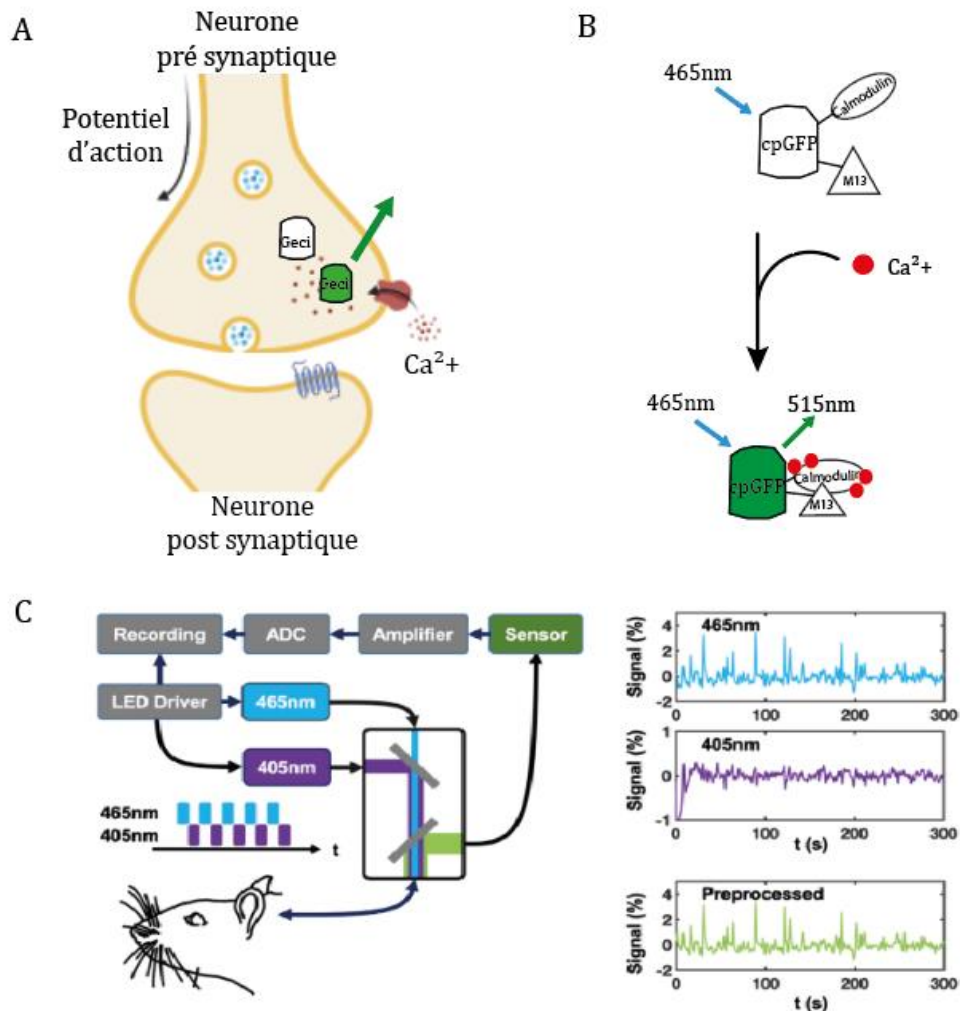 A
Neurone
pré synaptique
Potentiel
d'action
Geci
Geci
Ca²+
Neurone
post synaptique
B
465nm
Calmodulin
cpGFP
M13
Ca²+
465nm
515nm
cpGFP
Calmodulin
M13
C
Recording
ADC
Amplifier
Sensor
LED Driver
465nm
405nm
465nm
405nm
t
465nm
Signal (%)
4
2
0
-2
0
100
200
300
t (s)
405nm
Signal (%)
1
0
-1
0
100
200
300
t (s)
Preprocessed
Signal (%)
4
2
0
-2
0
100
200
300
t (s)